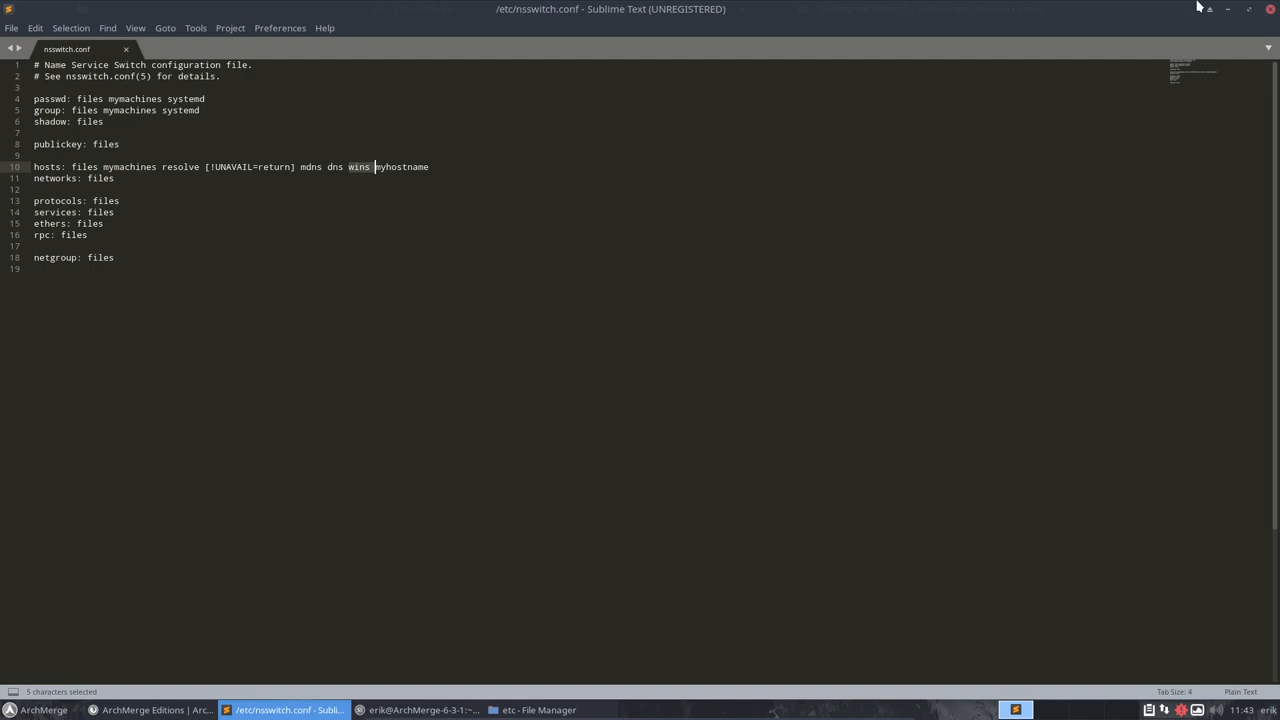 /etc/nsswitch.conf - Sublime Text (UNREGISTERED)
File Edit Selection Find View Goto Tools Project Preferences Help
nsswitch.conf ×
1 # Name Service Switch configuration file.
2 # See nsswitch.conf(5) for details.
3
4 passwd: files mymachines systemd
5 group: files mymachines systemd
6 shadow: files
7
8 publickey: files
9
10 hosts: files mymachines resolve [!UNAVAIL=return] mdns dns wins myhostname
11 networks: files
12
13 protocols: files
14 services: files
15 ethers: files
16 rpc: files
17
18 netgroup: files
19
5 characters selected Tab Size: 4 Plain Text
ArchMerge ArchMerge Editions | Arc... /etc/nsswitch.conf - Subli... erik@ArchMerge-6-3-1:~... etc - File Manager 11:43 erik